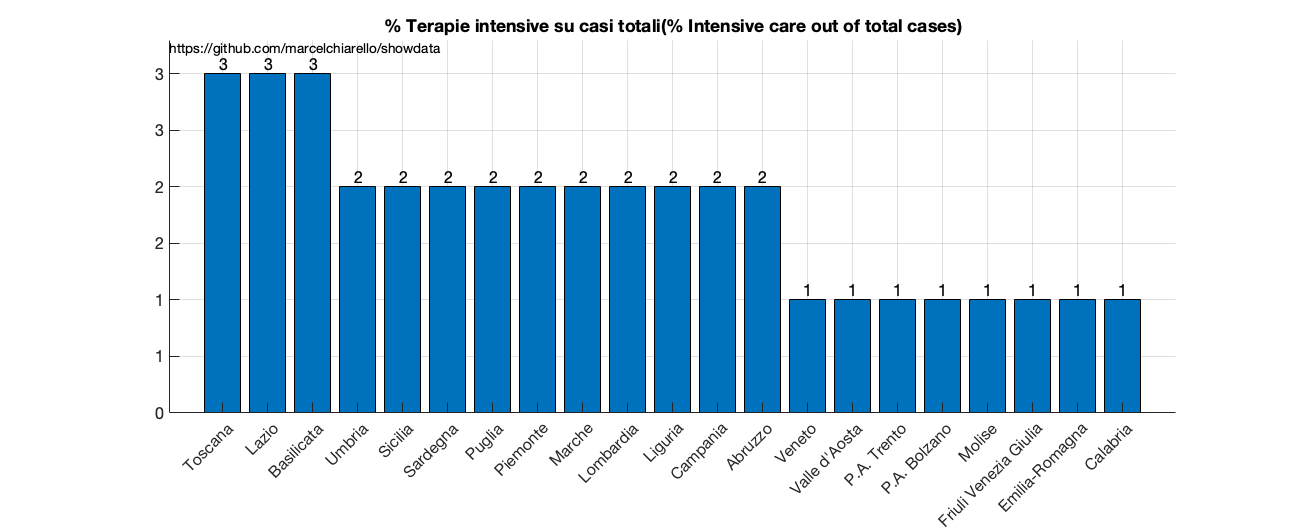 % Terapie intensive su casi totali(% Intensive care out of total cases)
https://github.com/marcelchiarello/showdata
3 3 3
2 2 2 2 2 2 2 2 2 2
1 1 1 1 1 1 1 1
3
3
2
2
1
1
0
Toscana
Lazio
Basilicata
Umbria
Sicilia
Sardegna
Puglia
Piemonte
Marche
Lombardia
Liguria
Campania
Abruzzo
Veneto
Valle d'Aosta
P.A. Trento
P.A. Bolzano
Molise
Friuli Venezia Giulia
Emilia-Romagna
Calabria